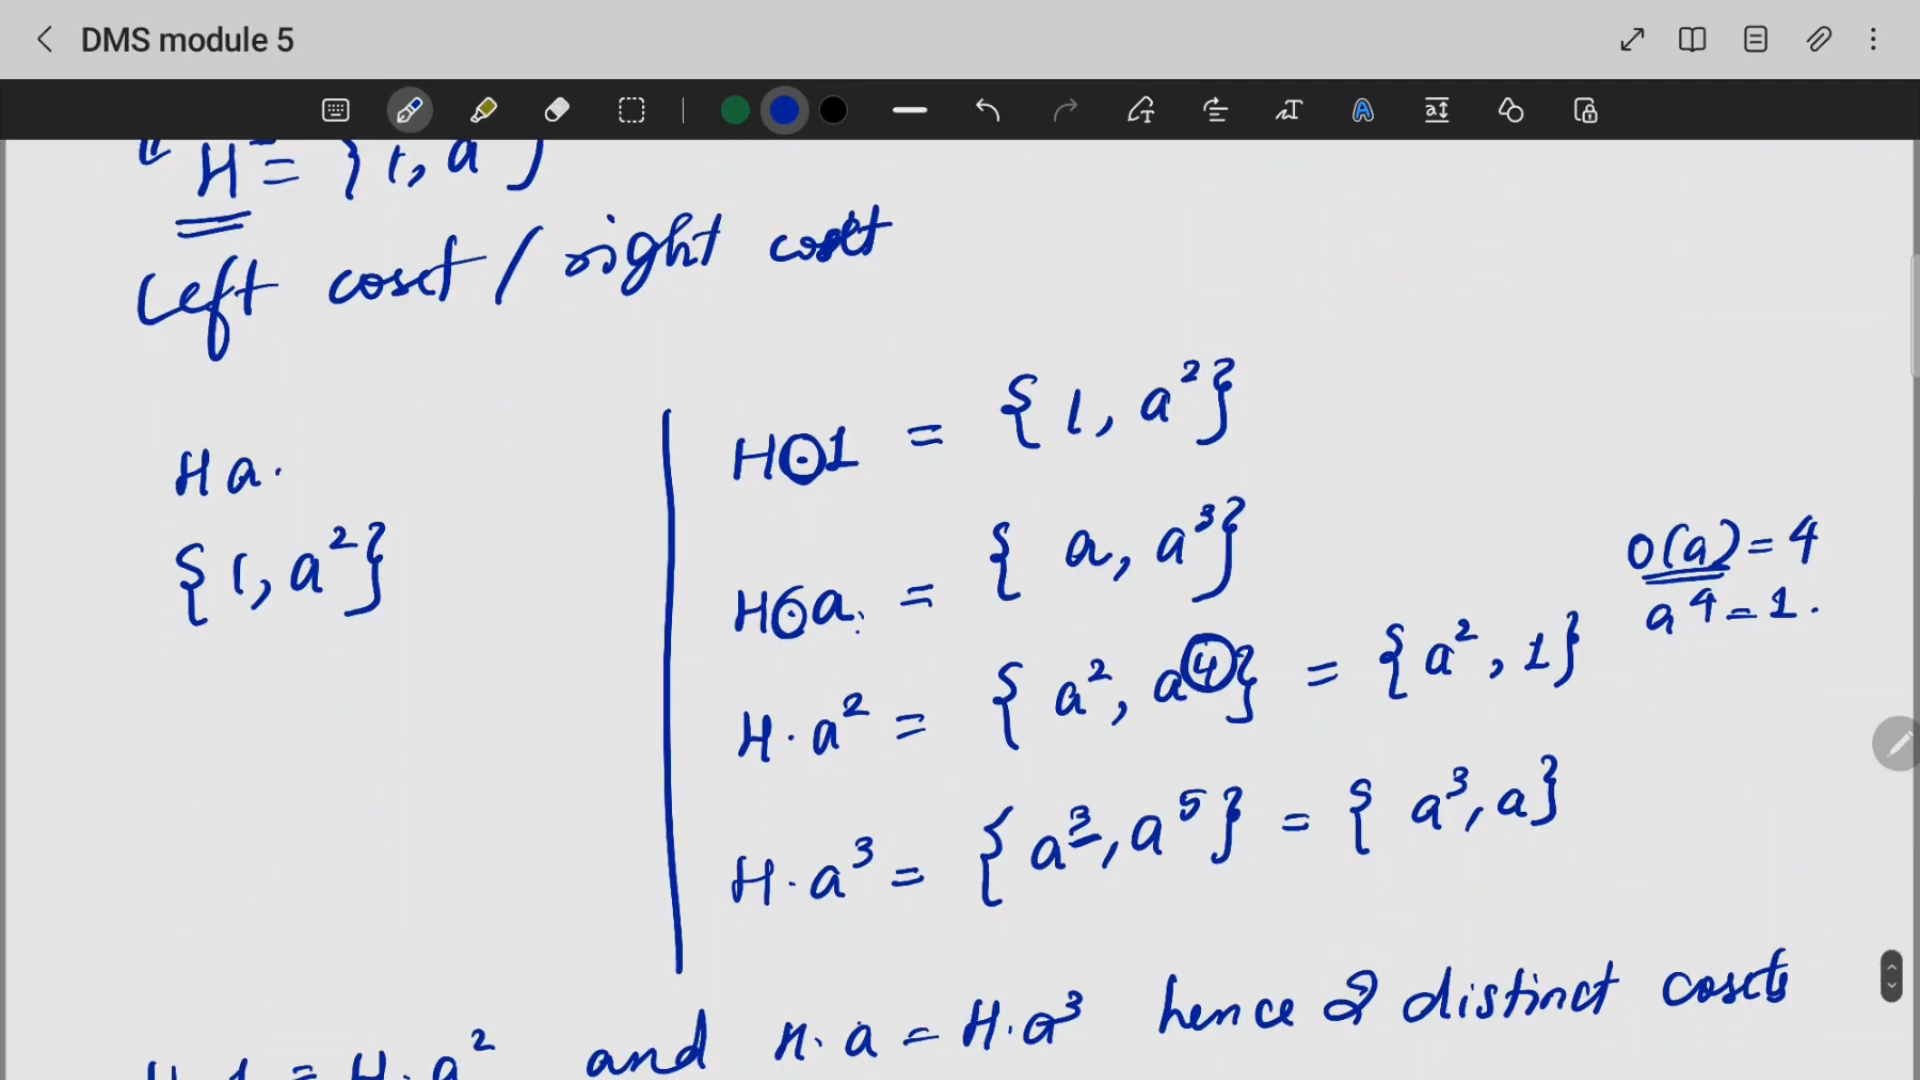 DMS module 5
H = {1, a }
left coset / right coset
Ha.
{1, a²}
H⊙1 = {1, a²}
H⊙a. = {a, a³}
o(a) = 4
a⁴ = 1.
H·a² = {a², a⁴} = {a², 1}
H·a³ = {a³, a⁵} = {a³, a}
H·1 = H·a² and H·a = H·a³ hence 2 distinct cosets